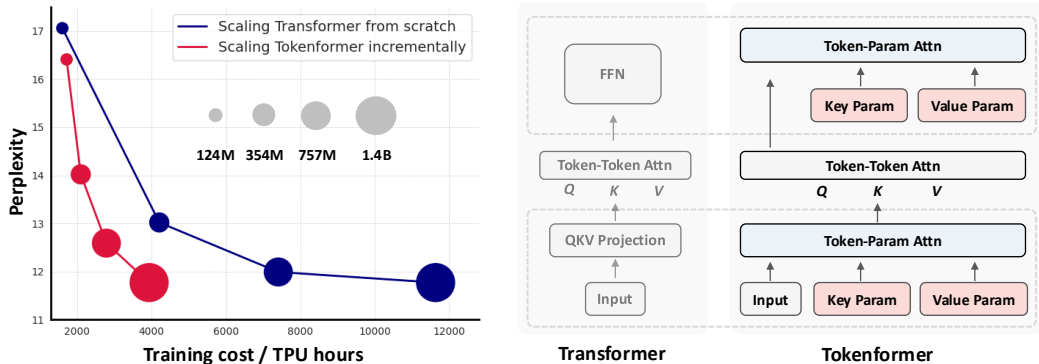 Scaling Transformer from scratch
Scaling Tokenformer incrementally
124M 354M 757M 1.4B
17
16
15
14
13
12
11
Perplexity
2000 4000 6000 8000 10000 12000
Training cost / TPU hours
FFN
Token-Token Attn
Q K V
QKV Projection
Input
Transformer
Token-Param Attn
Key Param Value Param
Token-Token Attn
Q K V
Token-Param Attn
Input Key Param Value Param
Tokenformer